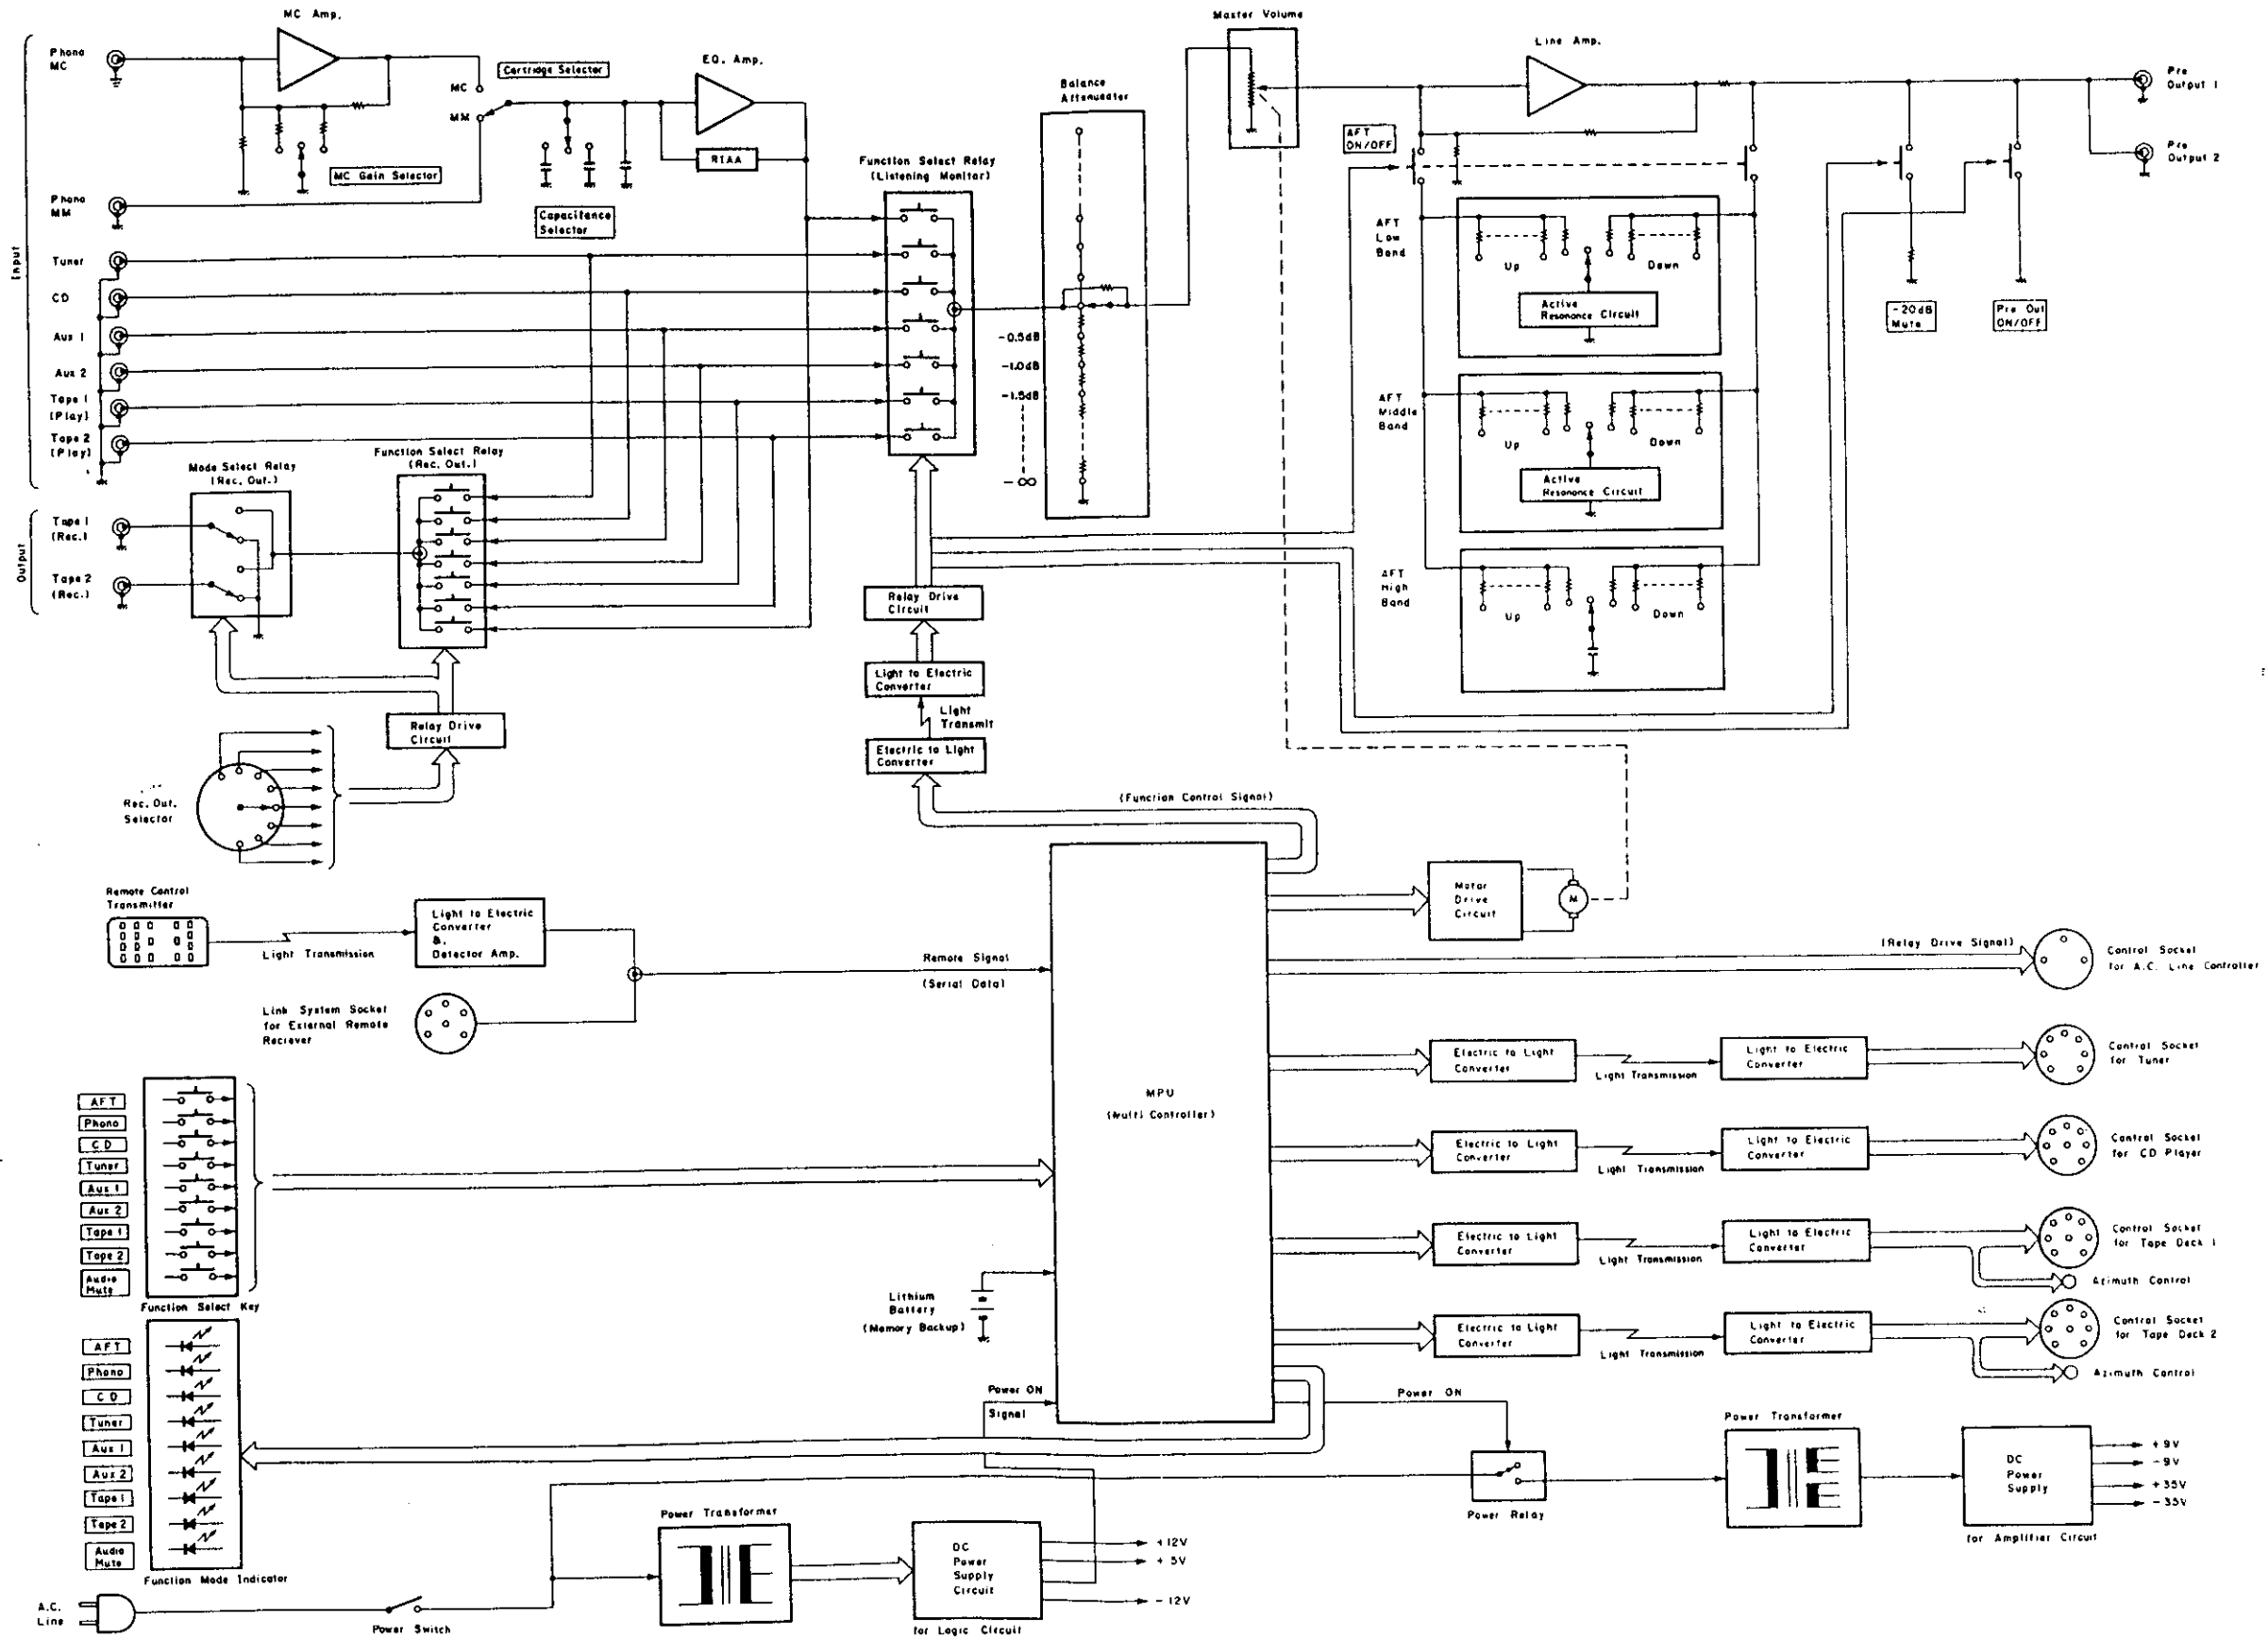 MC Amp.
Phono
MC
MC
MM
Cartridge Selector
EQ. Amp.
RIAA
MC Gain Selector
Capacitance
Selector
Phono
MM
Input
Tuner
CD
Aux 1
Aux 2
Tape 1
(Play)
Tape 2
(Play)
Function Select Relay
(Listening Monitor)
Balance
Attenuator
-0.5dB
-1.0dB
-1.5dB
-∞
Master Volume
Line Amp.
Pre
Output 1
Pre
Output 2
AFT
ON/OFF
AFT
Low
Band
Up
Down
Active
Resonance Circuit
AFT
Middle
Band
Up
Down
Active
Resonance Circuit
AFT
High
Band
Up
Down
-20dB
Mute
Pre Out
ON/OFF
Mode Select Relay
(Rec. Out.)
Function Select Relay
(Rec. Out.)
Output
Tape 1
(Rec.)
Tape 2
(Rec.)
Relay Drive
Circuit
Rec. Out.
Selector
Relay Drive
Circuit
Light to Electric
Converter
Light
Transmit
Electric to Light
Converter
(Function Control Signal)
Remote Control
Transmitter
Light Transmission
Light to Electric
Converter
&
Detector Amp.
Link System Socket
for External Remote
Reciever
Remote Signal
(Serial Data)
MPU
(Multi Controller)
Motor
Drive
Circuit
M
(Relay Drive Signal)
Control Socket
for A.C. Line Controller
Electric to Light
Converter
Light Transmission
Light to Electric
Converter
Control Socket
for Tuner
Electric to Light
Converter
Light Transmission
Light to Electric
Converter
Control Socket
for CD Player
Electric to Light
Converter
Light Transmission
Light to Electric
Converter
Control Socket
for Tape Deck 1
Azimuth Control
Electric to Light
Converter
Light Transmission
Light to Electric
Converter
Control Socket
for Tape Deck 2
Azimuth Control
AFT
Phono
CD
Tuner
Aux 1
Aux 2
Tape 1
Tape 2
Audio
Mute
Function Select Key
Lithium
Battery
(Memory Backup)
AFT
Phono
CD
Tuner
Aux 1
Aux 2
Tape 1
Tape 2
Audio
Mute
Function Mode Indicator
Power ON
Signal
Power ON
Power Relay
Power Transformer
DC
Power
Supply
+9V
-9V
+35V
-35V
for Amplifier Circuit
A.C.
Line
Power Switch
Power Transformer
DC
Power
Supply
Circuit
+12V
+5V
-12V
for Logic Circuit